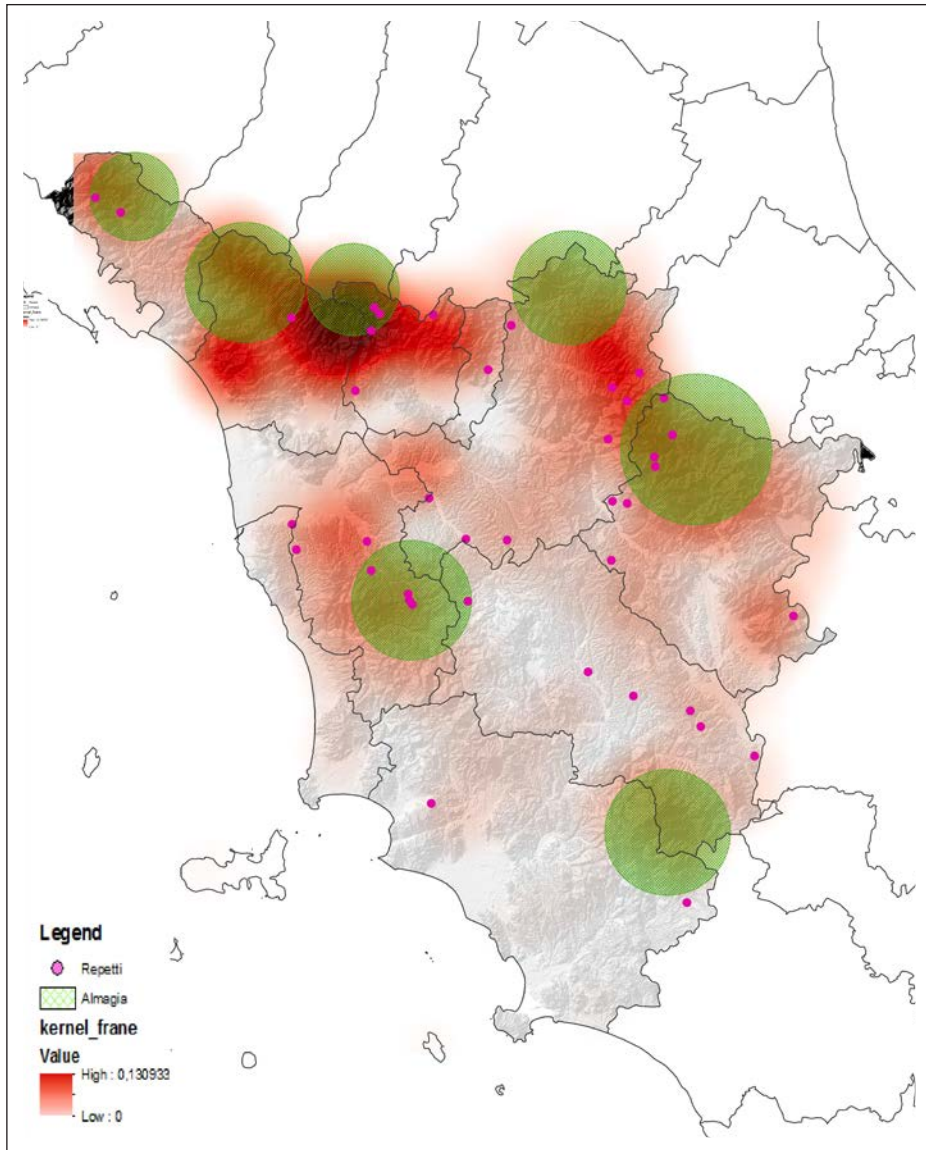 Legend
Repetti
Almagia
kernel_frane
Value
High : 0,130933
Low : 0